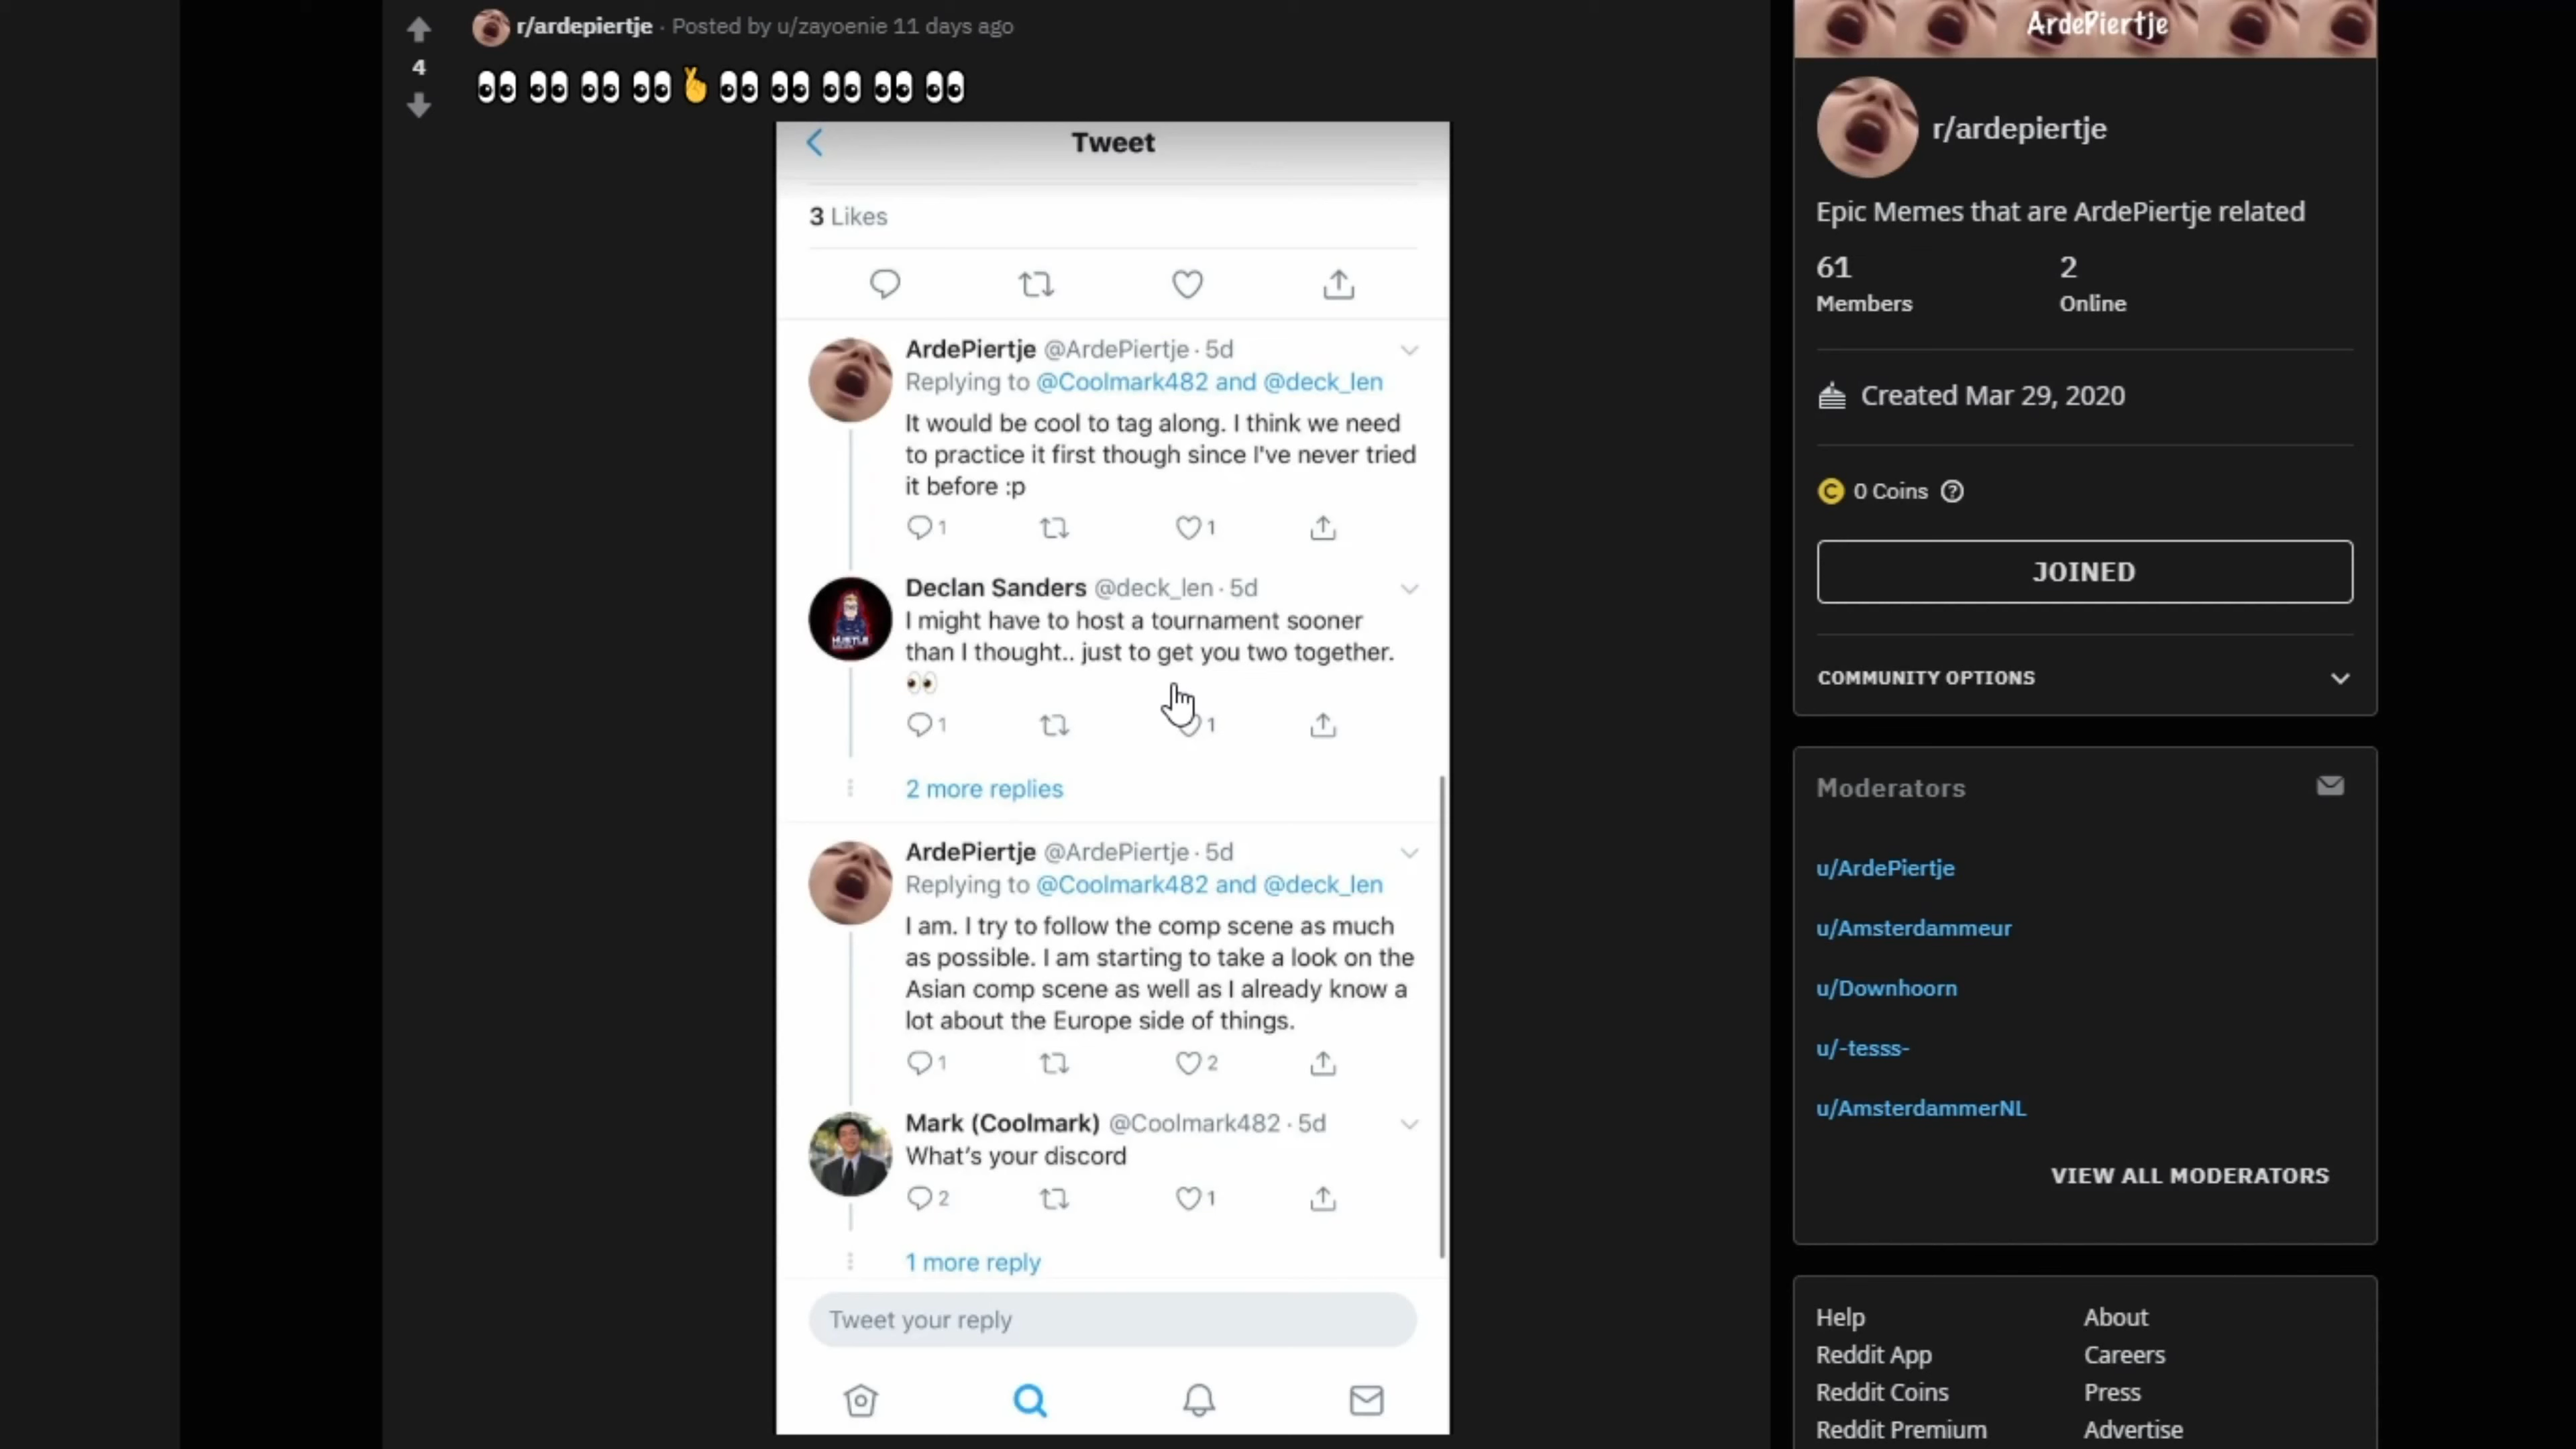 r/ardepiertje · Posted by u/zayoenie 11 days ago
4
👀 👀 👀 👀 🤞 👀 👀 👀 👀 👀
Tweet
3 Likes
ArdePiertje @ArdePiertje · 5d
Replying to @Coolmark482 and @deck_len
It would be cool to tag along. I think we need
to practice it first though since I've never tried
it before :p
1 1
Declan Sanders @deck_len · 5d
I might have to host a tournament sooner
than I thought.. just to get you two together.
👀
HUSTLE
1 1
2 more replies
ArdePiertje @ArdePiertje · 5d
Replying to @Coolmark482 and @deck_len
I am. I try to follow the comp scene as much
as possible. I am starting to take a look on the
Asian comp scene as well as I already know a
lot about the Europe side of things.
1 2
Mark (Coolmark) @Coolmark482 · 5d
What's your discord
2 1
1 more reply
Tweet your reply
ArdePiertje
r/ardepiertje
Epic Memes that are ArdePiertje related
61 2
Members Online
Created Mar 29, 2020
C 0 Coins ?
JOINED
COMMUNITY OPTIONS
Moderators
u/ArdePiertje
u/Amsterdammeur
u/Downhoorn
u/-tesss-
u/AmsterdammerNL
VIEW ALL MODERATORS
Help About
Reddit App Careers
Reddit Coins Press
Reddit Premium Advertise